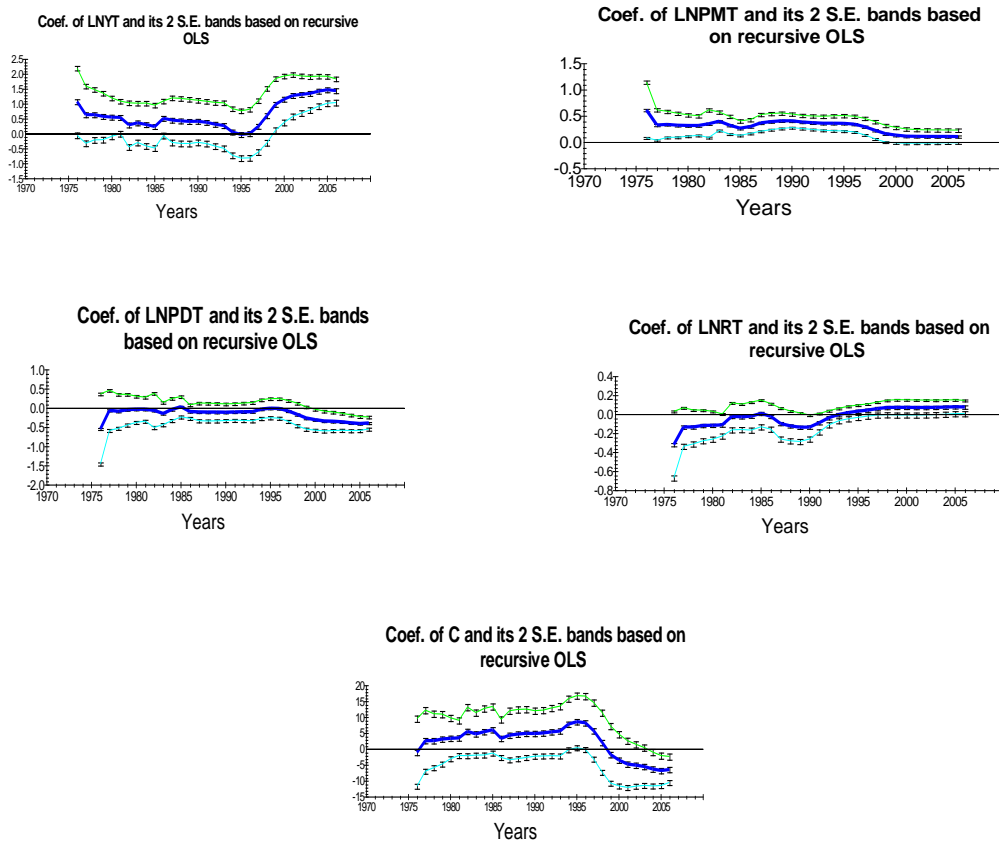 Coef. of LNYT and its 2 S.E. bands based on recursive
OLS
2.5
2.0
1.5
1.0
0.5
0.0
-0.5
-1.0
-1.5
1970 1975 1980 1985 1990 1995 2000 2005
Years
Coef. of LNPMT and its 2 S.E. bands based
on recursive OLS
1.5
1.0
0.5
0.0
-0.5
1970 1975 1980 1985 1990 1995 2000 2005
Years
Coef. of LNPDT and its 2 S.E. bands
based on recursive OLS
1.0
0.5
0.0
-0.5
-1.0
-1.5
-2.0
1970 1975 1980 1985 1990 1995 2000 2005
Years
Coef. of LNRT and its 2 S.E. bands based on
recursive OLS
0.4
0.2
0.0
-0.2
-0.4
-0.6
-0.8
1970 1975 1980 1985 1990 1995 2000 2005
Years
Coef. of C and its 2 S.E. bands based on
recursive OLS
20
15
10
5
0
-5
-10
-15
1970 1975 1980 1985 1990 1995 2000 2005
Years